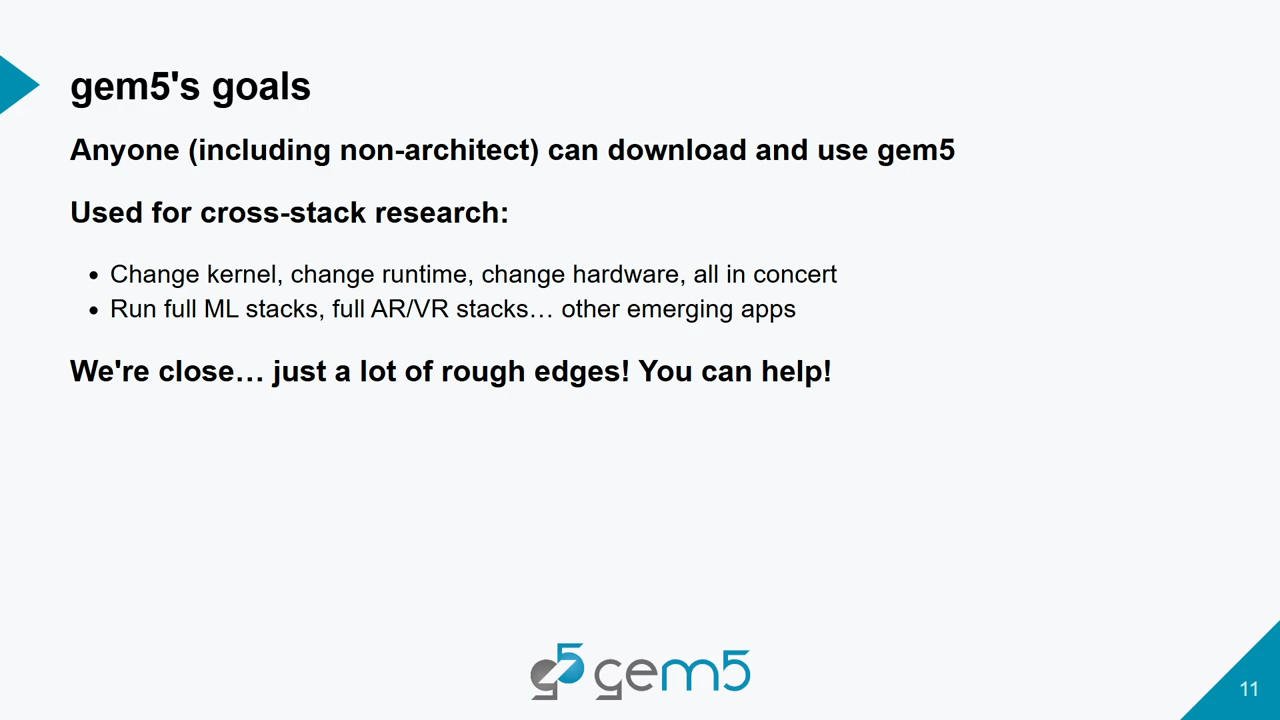 gem5's goals
Anyone (including non-architect) can download and use gem5
Used for cross-stack research:
• Change kernel, change runtime, change hardware, all in concert
• Run full ML stacks, full AR/VR stacks… other emerging apps
We're close… just a lot of rough edges! You can help!
g5 gem5
11